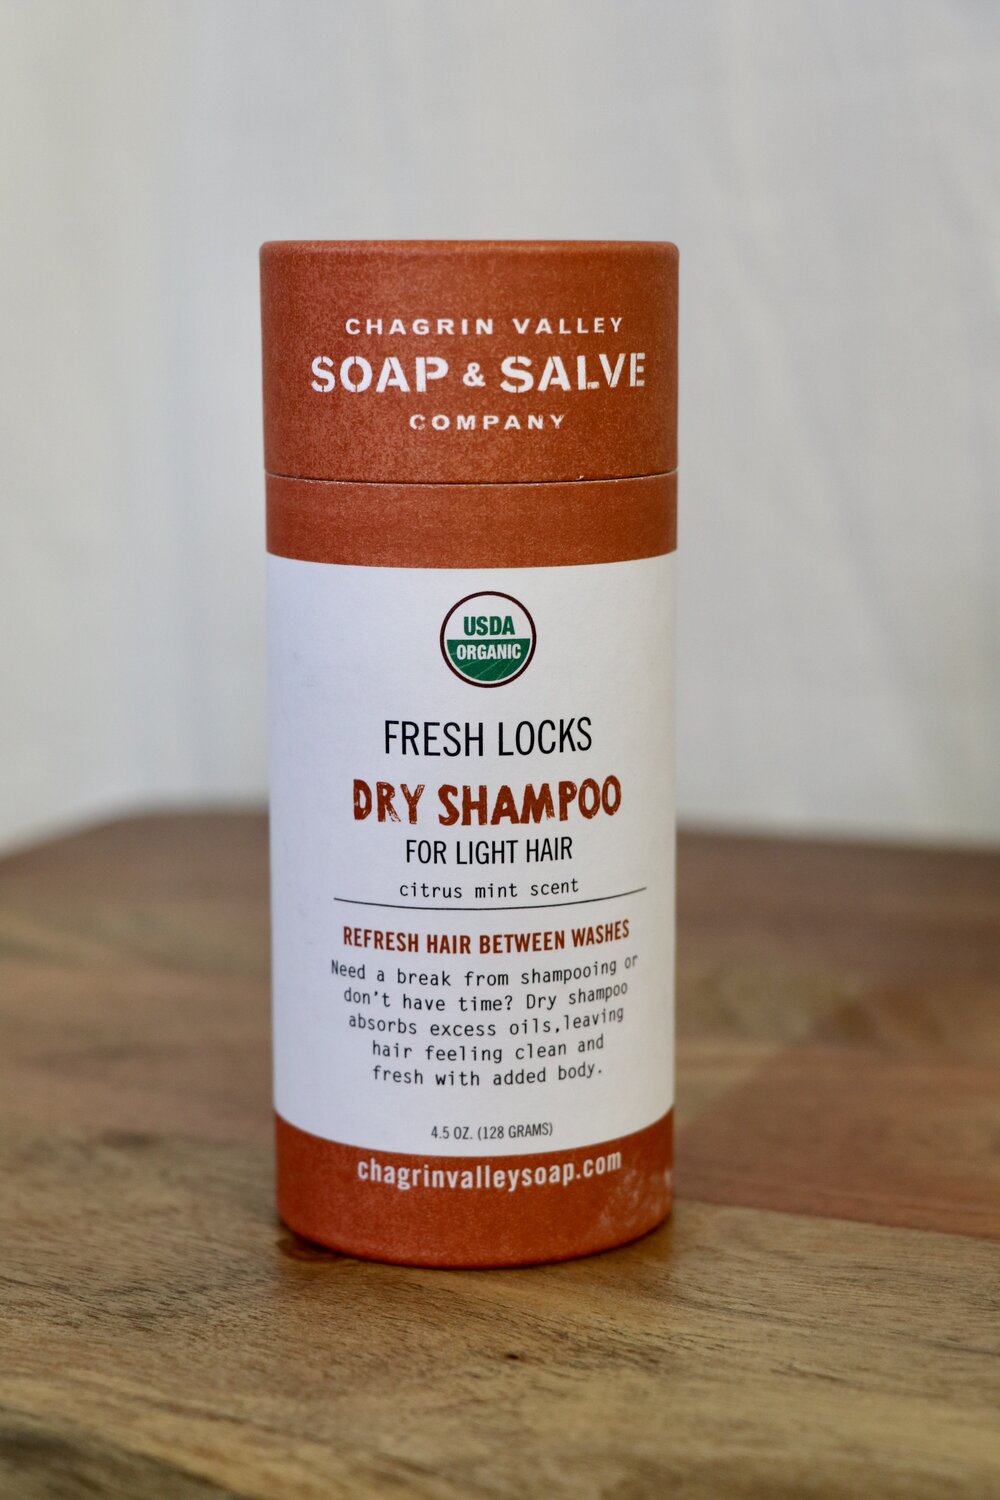 CHAGRIN VALLEY
SOAP & SALVE
COMPANY
USDA
ORGANIC
FRESH LOCKS
DRY SHAMPOO
FOR LIGHT HAIR
citrus mint scent
REFRESH HAIR BETWEEN WASHES
Need a break from shampooing or
don't have time? Dry shampoo
absorbs excess oils,leaving
hair feeling clean and
fresh with added body.
4.5 OZ. (128 GRAMS)
chagrinvalleysoap.com